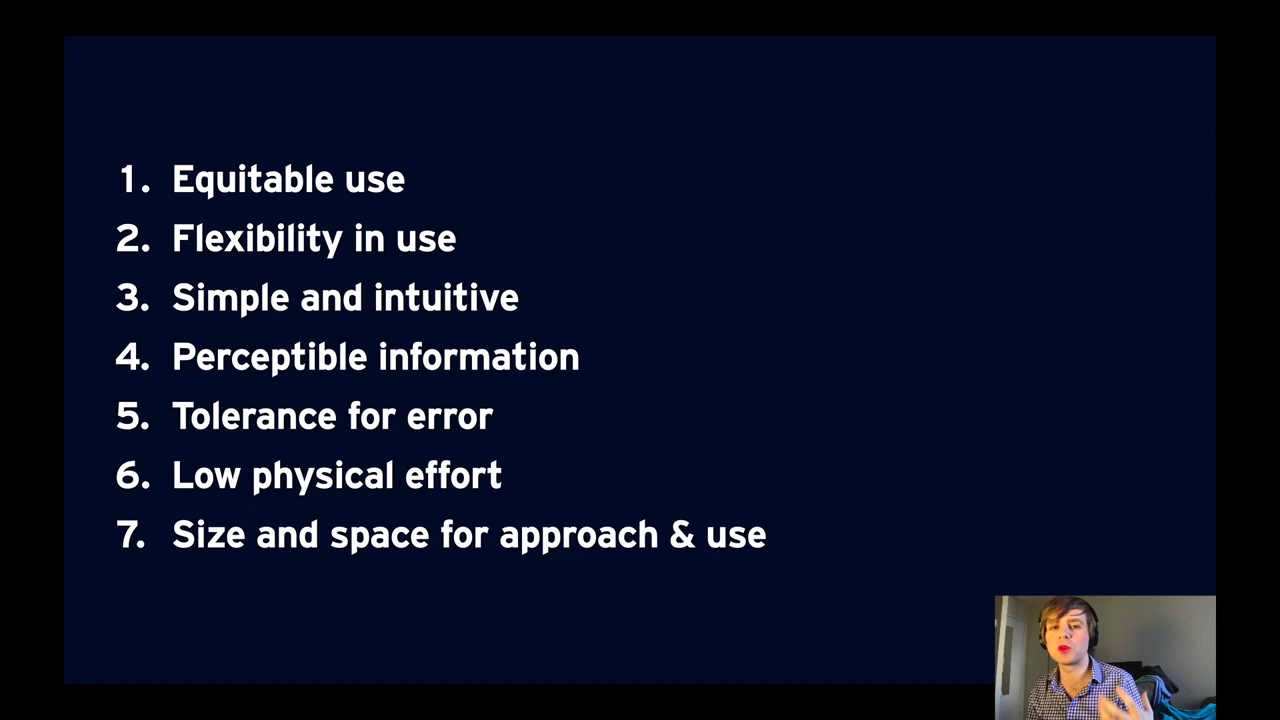 1. Equitable use
2. Flexibility in use
3. Simple and intuitive
4. Perceptible information
5. Tolerance for error
6. Low physical effort
7. Size and space for approach & use